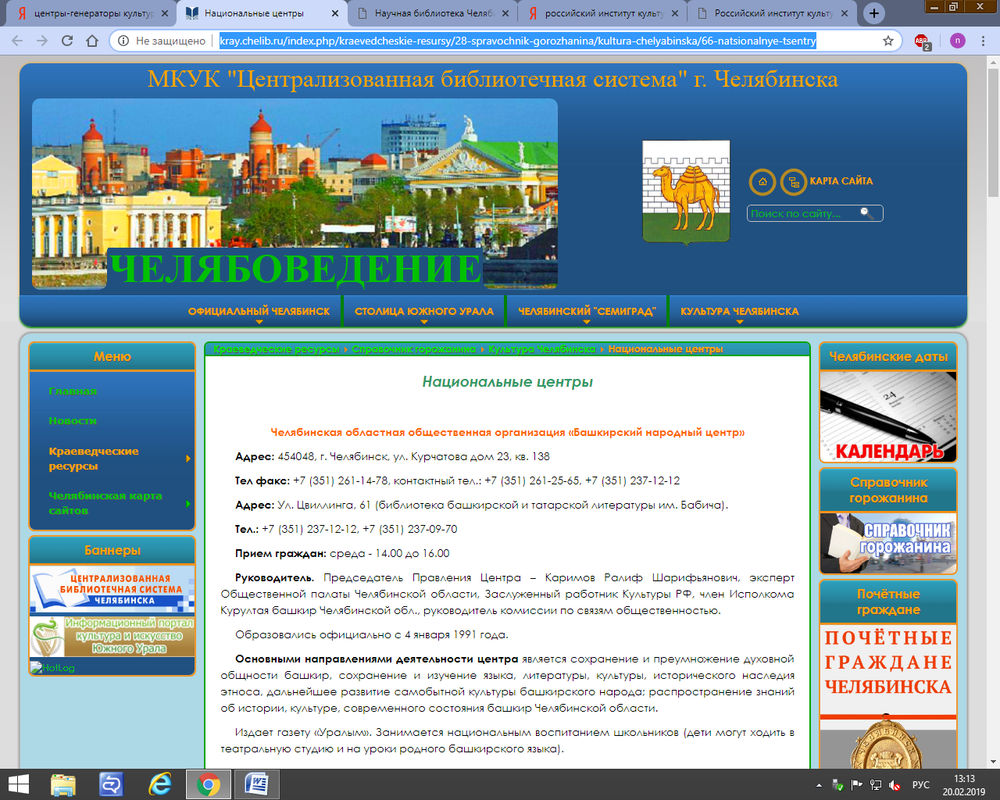 центры-генераторы культур
Национальные центры
Научная библиотека Челяб
российский институт культу
Российский институт культу
Не защищено
kray.chelib.ru/index.php/kraevedcheskie-resursy/28-spravochnik-gorozhanina/kultura-chelyabinska/66-natsionalnye-tsentry
ABP
2
n
МКУК "Централизованная библиотечная система" г. Челябинска
КАРТА САЙТА
Поиск по сайту...
ЧЕЛЯБОВЕДЕНИЕ
ОФИЦИАЛЬНЫЙ ЧЕЛЯБИНСК
СТОЛИЦА ЮЖНОГО УРАЛА
ЧЕЛЯБИНСКИЙ "СЕМИГРАД"
КУЛЬТУРА ЧЕЛЯБИНСКА
Меню
Главная
Новости
Краеведческие
ресурсы
Челябинская карта
сайтов
Баннеры
ЦЕНТРАЛИЗОВАННАЯ
БИБЛИОТЕЧНАЯ СИСТЕМА
ЧЕЛЯБИНСКА
Информационный портал
культура и искусство
Южного Урала
HotLog
Краеведческие ресурсы Справочник горожанина Культура Челябинска Национальные центры
Национальные центры
Челябинская областная общественная организация «Башкирский народный центр»
Адрес: 454048, г. Челябинск, ул. Курчатова дом 23, кв. 138
Тел факс: +7 (351) 261-14-78, контактный тел.: +7 (351) 261-25-65, +7 (351) 237-12-12
Адрес: Ул. Цвиллинга, 61 (библиотека башкирской и татарской литературы им. Бабича).
Тел.: +7 (351) 237-12-12, +7 (351) 237-09-70
Прием граждан: среда - 14.00 до 16.00
Руководитель. Председатель Правления Центра – Каримов Ралиф Шарифьянович, эксперт
Общественной палаты Челябинской области, Заслуженный работник Культуры РФ, член Исполкома
Курултая башкир Челябинской обл., руководитель комиссии по связям общественностью.
Образовались официально с 4 января 1991 года.
Основными направлениями деятельности центра является сохранение и преумножение духовной
общности башкир, сохранение и изучение языка, литературы, культуры, исторического наследия
этноса, дальнейшее развитие самобытной культуры башкирского народа; распространение знаний
об истории, культуре, современного состояния башкир Челябинской области.
Издает газету «Уралым». Занимается национальным воспитанием школьников (дети могут ходить в
театральную студию и на уроки родного башкирского языка).
Челябинские даты
24
КАЛЕНДАРЬ
Справочник
горожанина
СПРАВОЧНИК
горожанина
Почётные
граждане
ПОЧЁТНЫЕ
ГРАЖДАНЕ
ЧЕЛЯБИНСКА
РУС
13:13
20.02.2019